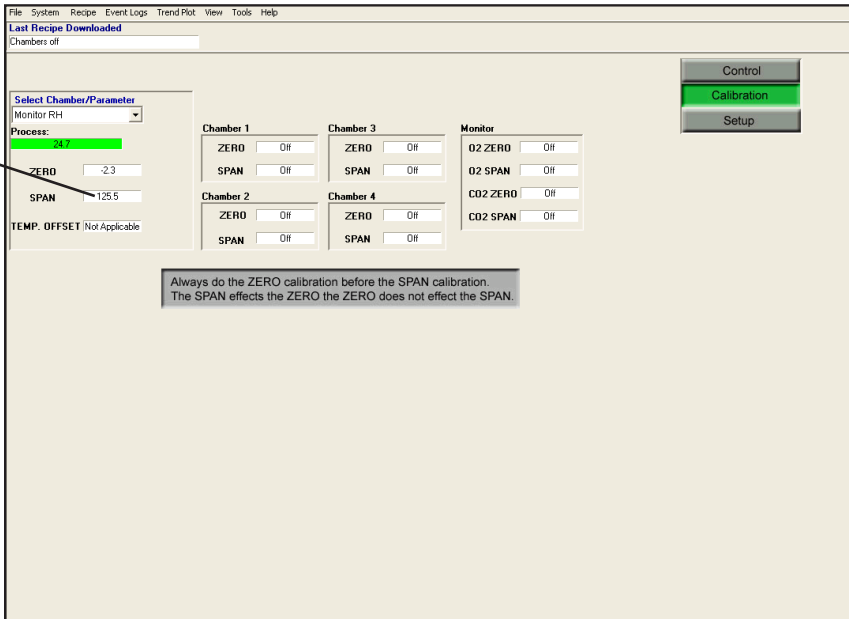 File System Recipe Event Logs Trend Plot View Tools Help
Last Recipe Downloaded
Chambers off
Control
Calibration
Setup
Select Chamber/Parameter
Monitor RH
Process:
24.7
ZERO -2.3
SPAN 125.5
TEMP. OFFSET Not Applicable
Chamber 1
ZERO Off
SPAN Off
Chamber 2
ZERO Off
SPAN Off
Chamber 3
ZERO Off
SPAN Off
Chamber 4
ZERO Off
SPAN Off
Monitor
O2 ZERO Off
O2 SPAN Off
CO2 ZERO Off
CO2 SPAN Off
Always do the ZERO calibration before the SPAN calibration.
The SPAN effects the ZERO the ZERO does not effect the SPAN.